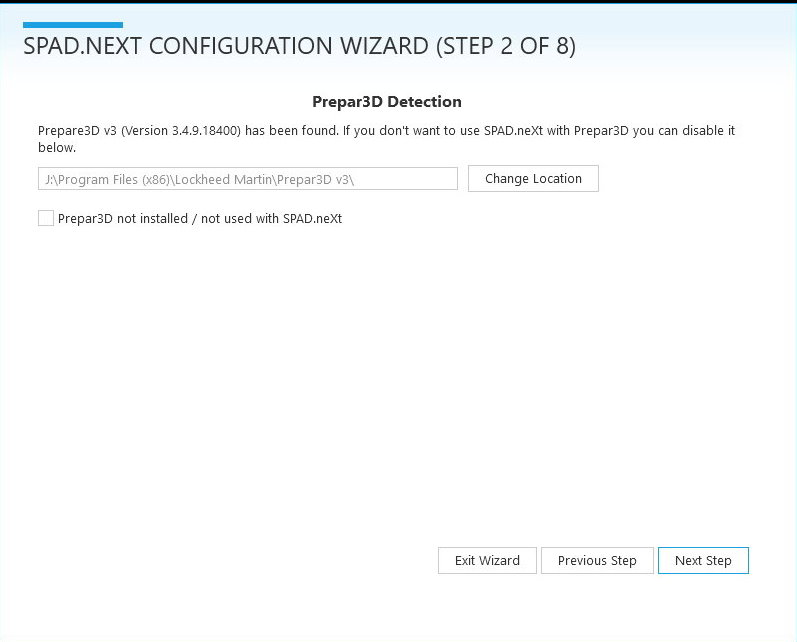 SPAD.NEXT CONFIGURATION WIZARD (STEP 2 OF 8)
Prepar3D Detection
Prepare3D v3 (Version 3.4.9.18400) has been found. If you don't want to use SPAD.neXt with Prepar3D you can disable it
below.
J:\Program Files (x86)\Lockheed Martin\Prepar3D v3\
Change Location
Prepar3D not installed / not used with SPAD.neXt
Exit Wizard
Previous Step
Next Step